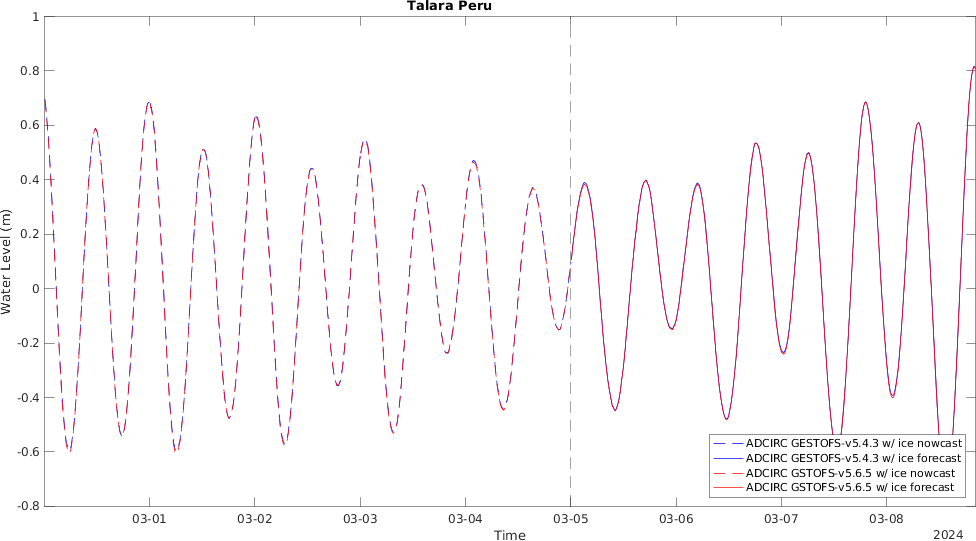 Talara Peru
1
0.8
0.6
0.4
0.2
0
-0.2
-0.4
-0.6
-0.8
Water Level (m)
ADCIRC GESTOFS-v5.4.3 w/ ice nowcast
ADCIRC GESTOFS-v5.4.3 w/ ice forecast
ADCIRC GSTOFS-v5.6.5 w/ ice nowcast
ADCIRC GSTOFS-v5.6.5 w/ ice forecast
03-01 03-02 03-03 03-04 03-05 03-06 03-07 03-08
Time
2024